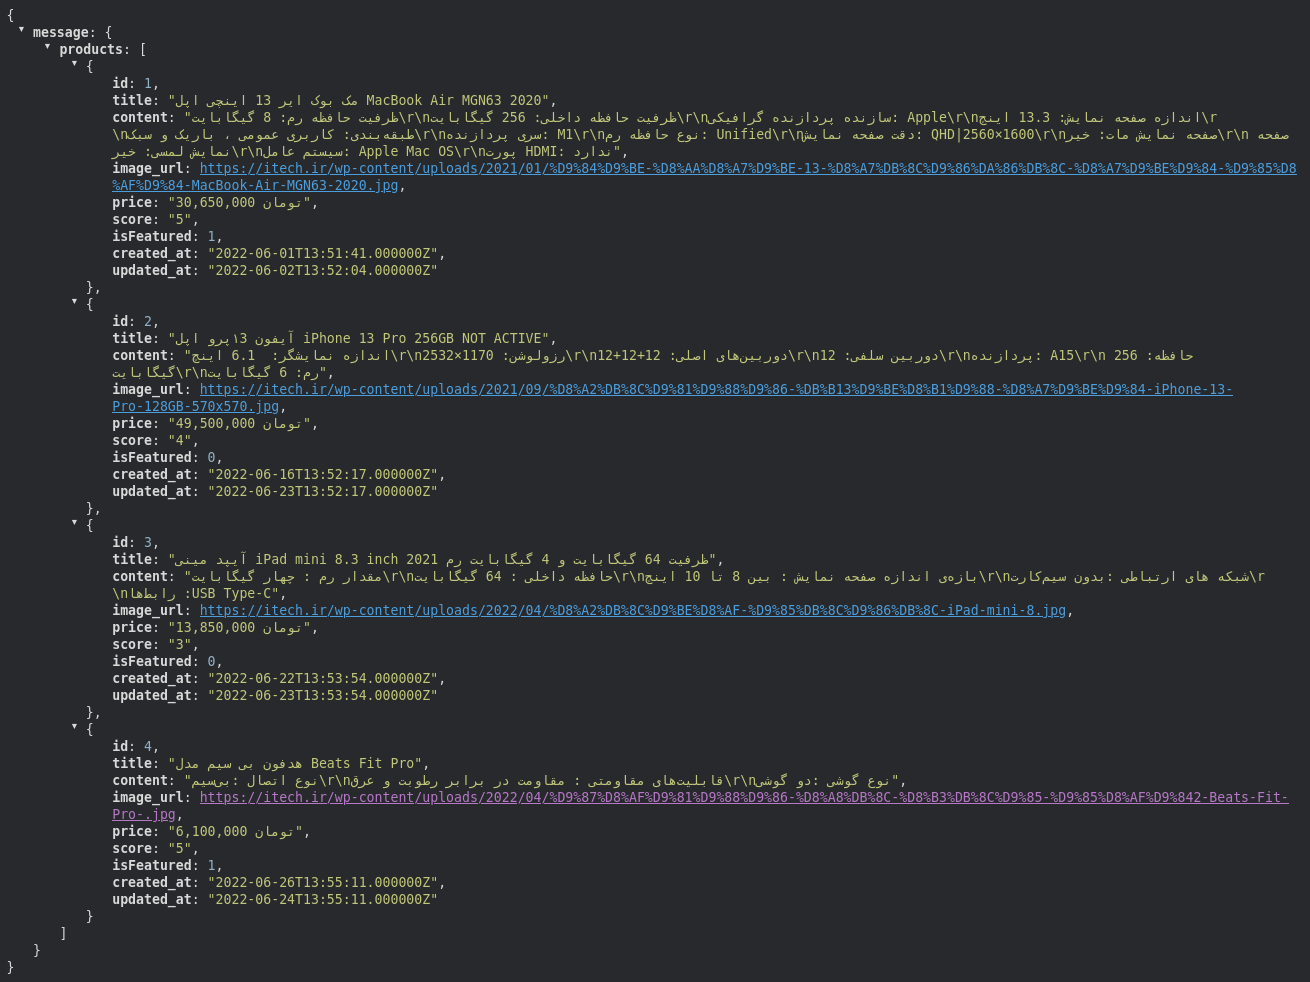 {
message: {
products: [
{
id: 1,
title: "مک بوک ایر 13 اینچی اپل MacBook Air MGN63 2020",
content: "ظرفیت حافظه رم: 8 گیگابایت\r\nظرفیت حافظه داخلی: 256 گیگابایت\r\nسازنده پردازنده گرافیکی: Apple\r\nاندازه صفحه نمایش: 13.3 اینچ\r
\nطبقه‌بندی: کاربری عمومی ، باریک و سبک\r\nسری پردازنده: M1\r\nنوع حافظه رم: Unified\r\nدقت صفحه نمایش: QHD|2560×1600\r\nصفحه نمایش مات: خیر\r\n صفحه
نمایش لمسی: خیر\r\nسیستم عامل: Apple Mac OS\r\nپورت HDMI: ندارد",
image_url: https://itech.ir/wp-content/uploads/2021/01/%D9%84%D9%BE-%D8%AA%D8%A7%D9%BE-13-%D8%A7%DB%8C%D9%86%DA%86%DB%8C-%D8%A7%D9%BE%D9%84-%D9%85%D8
%AF%D9%84-MacBook-Air-MGN63-2020.jpg,
price: "30,650,000 تومان",
score: "5",
isFeatured: 1,
created_at: "2022-06-01T13:51:41.000000Z",
updated_at: "2022-06-02T13:52:04.000000Z"
},
{
id: 2,
title: "آیفون ۱3پرو اپل iPhone 13 Pro 256GB NOT ACTIVE",
content: "اندازه نمایشگر:  6.1 اینچ\r\nرزولوشن: 1170×2532\r\nدوربین‌های اصلی: 12+12+12\r\nدوربین سلفی: 12\r\nپردازنده: A15\r\n حافظه: 256
گیگابایت\r\nرم: 6 گیگابایت",
image_url: https://itech.ir/wp-content/uploads/2021/09/%D8%A2%DB%8C%D9%81%D9%88%D9%86-%DB%B13%D9%BE%D8%B1%D9%88-%D8%A7%D9%BE%D9%84-iPhone-13-
Pro-128GB-570x570.jpg,
price: "49,500,000 تومان",
score: "4",
isFeatured: 0,
created_at: "2022-06-16T13:52:17.000000Z",
updated_at: "2022-06-23T13:52:17.000000Z"
},
{
id: 3,
title: "آیپد مینی iPad mini 8.3 inch 2021 ظرفیت 64 گیگابایت و 4 گیگابایت رم",
content: "مقدار رم : چهار گیگابایت\r\nحافظه داخلی : 64 گیگابایت\r\nبازه‌ی اندازه صفحه نمایش : بین 8 تا 10 اینچ\r\nشبکه های ارتباطی :بدون سیم‌کارت\r
\nرابط‌ها :USB Type-C",
image_url: https://itech.ir/wp-content/uploads/2022/04/%D8%A2%DB%8C%D9%BE%D8%AF-%D9%85%DB%8C%D9%86%DB%8C-iPad-mini-8.jpg,
price: "13,850,000 تومان",
score: "3",
isFeatured: 0,
created_at: "2022-06-22T13:53:54.000000Z",
updated_at: "2022-06-23T13:53:54.000000Z"
},
{
id: 4,
title: "هدفون بی سیم مدل Beats Fit Pro",
content: "نوع اتصال :بی‌سیم\r\nقابلیت‌های مقاومتی : مقاومت در برابر رطوبت و عرق\r\nنوع گوشی :دو گوشی",
image_url: https://itech.ir/wp-content/uploads/2022/04/%D9%87%D8%AF%D9%81%D9%88%D9%86-%D8%A8%DB%8C-%D8%B3%DB%8C%D9%85-%D9%85%D8%AF%D9%842-Beats-Fit-
Pro-.jpg,
price: "6,100,000 تومان",
score: "5",
isFeatured: 1,
created_at: "2022-06-26T13:55:11.000000Z",
updated_at: "2022-06-24T13:55:11.000000Z"
}
]
}
}